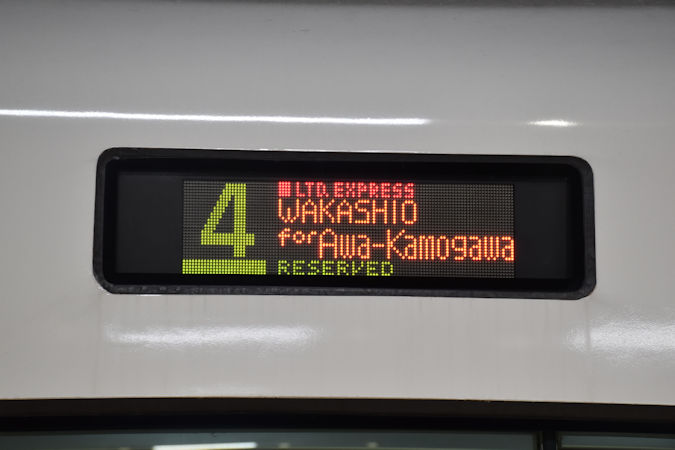 4
LTD. EXPRESS
WAKASHIO
for Awa-Kamogawa
RESERVED